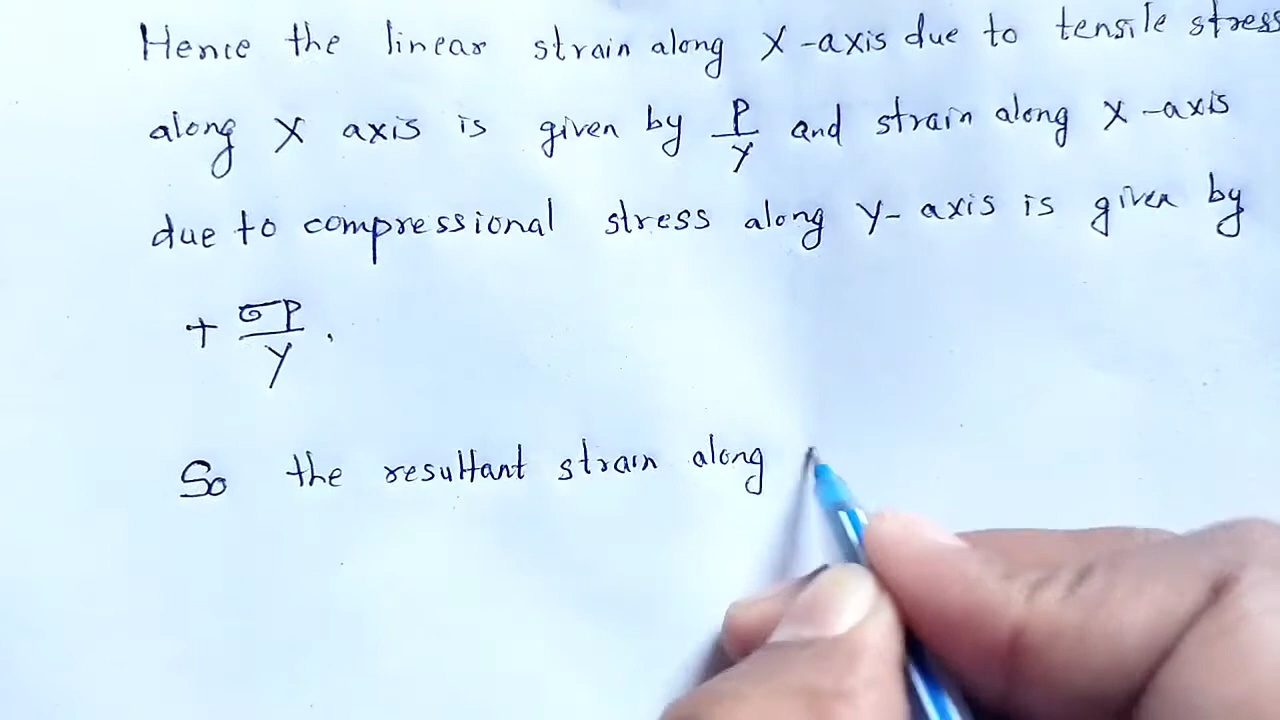 Hence the linear strain along X-axis due to tensile stress
along X axis is given by P/Y and strain along X-axis
due to compressional stress along Y-axis is given by
+ σP/Y .
So the resultant strain along